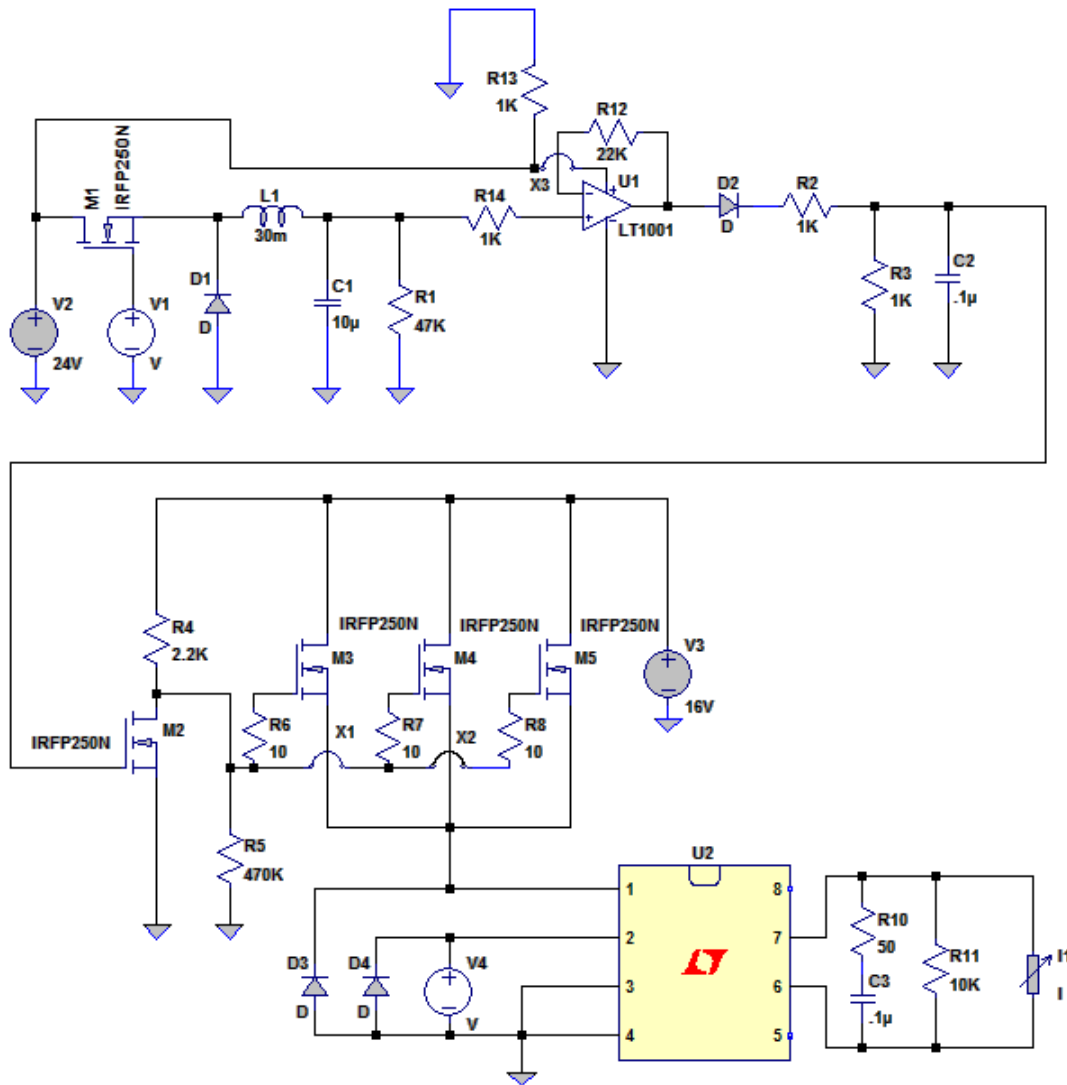 R13
1K
R12
22K
M1
IRFP250N
X3
U1
LT1001
L1
30m
R14
1K
D2
D
R2
1K
D1
D
C1
10µ
R1
47K
V2
24V
V1
V
R3
1K
C2
.1µ
R4
2.2K
IRFP250N
M3
IRFP250N
M4
IRFP250N
M5
V3
16V
IRFP250N
M2
R6
10
X1
R7
10
X2
R8
10
R5
470K
U2
1
2
3
4
8
7
6
5
D3
D
D4
D
V4
V
R10
50
C3
.1µ
R11
10K
I1
I